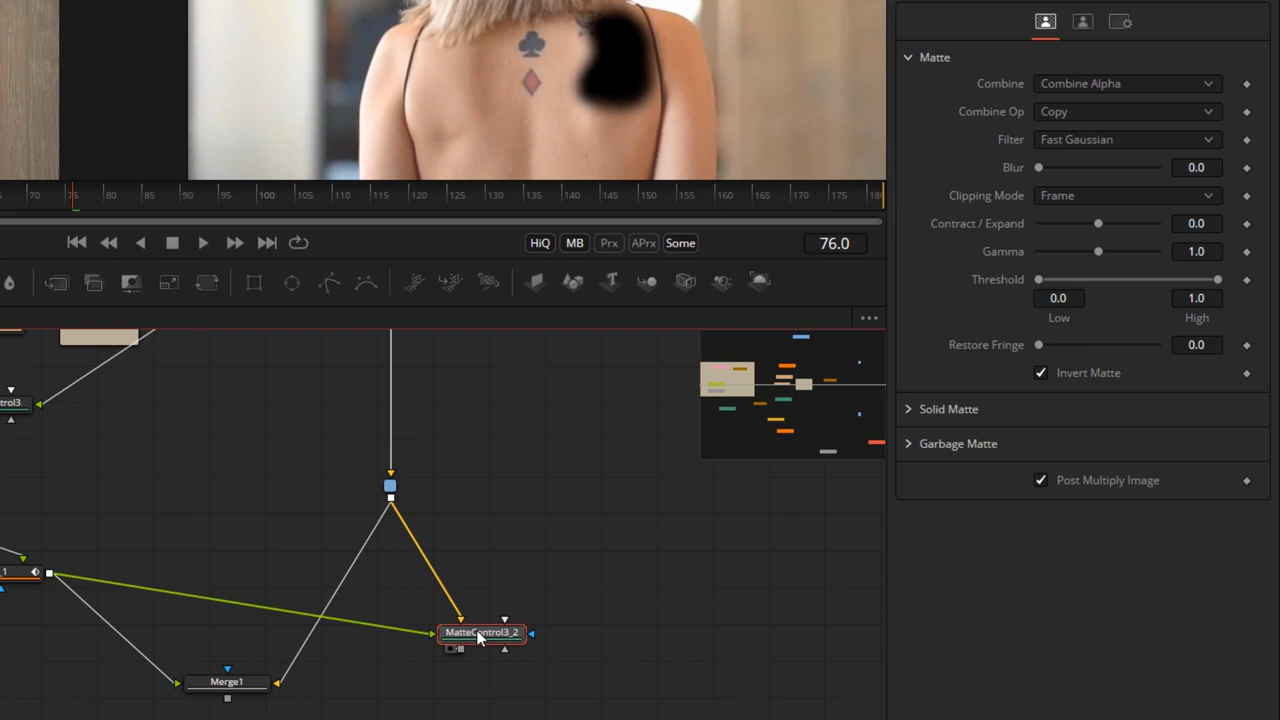 Matte
Combine Combine Alpha
Combine Op Copy
Filter Fast Gaussian
Blur 0.0
Clipping Mode Frame
Contract / Expand 0.0
Gamma 1.0
Threshold
0.0 1.0
Low High
Restore Fringe 0.0
Invert Matte
Solid Matte
Garbage Matte
Post Multiply Image
70 75 80 85 90 95 100 105 110 115 120 125 130 135 140 145 150 155 160 165 170 175 180
HiQ MB Prx APrx Some 76.0
trol3
_1
MatteControl3_2
Merge1